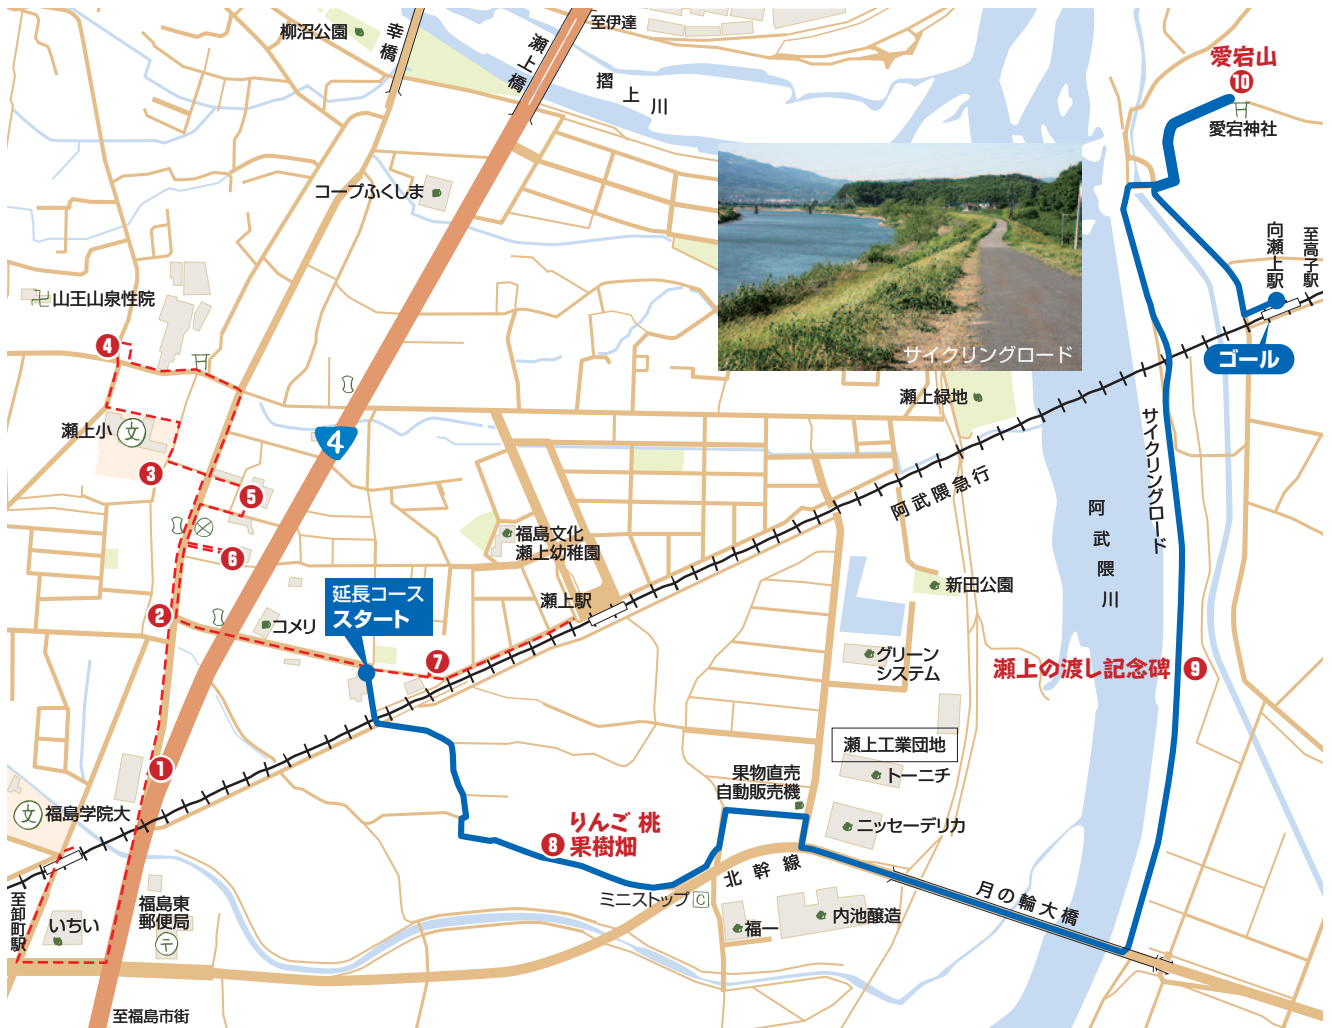 柳沼公園
幸橋
瀬上橋
至伊達
摺上川
愛宕山
10
愛宕神社
コープふくしま
向瀬上駅
至高子駅
山王山泉性院
サイクリングロード
ゴール
4
瀬上小
文
4
瀬上緑地
3
5
サイクリングロード
阿武隈急行
阿武隈川
6
福島文化
瀬上幼稚園
新田公園
延長コース
スタート
瀬上駅
2
コメリ
7
グリーン
システム
瀬上の渡し記念碑 9
瀬上工業団地
1
果物直売
自動販売機
トーニチ
文
福島学院大
りんご 桃
8 果樹畑
ニッセーデリカ
北幹線
月の輪大橋
ミニストップ C
至卸町駅
いちい
福島東
郵便局
福一
内池醸造
至福島市街